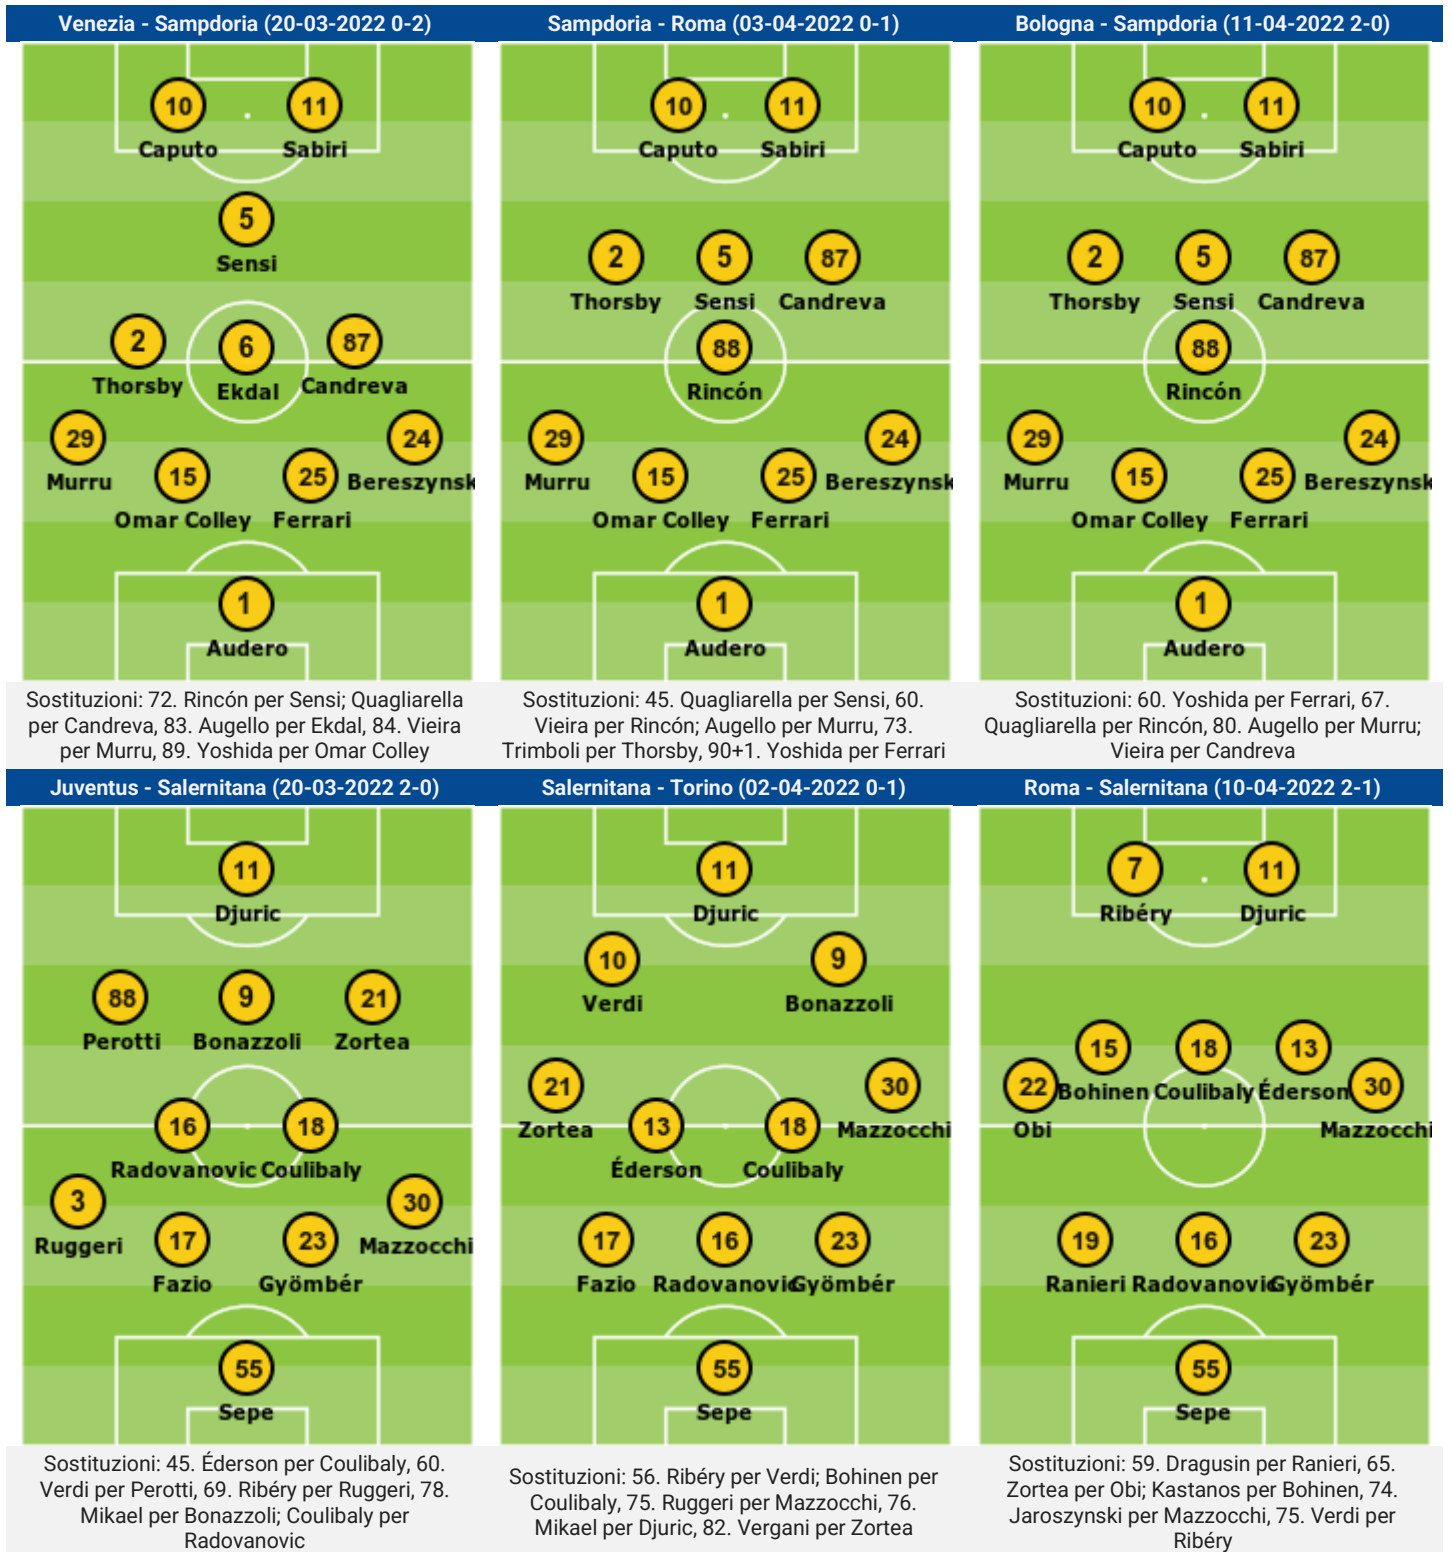 Venezia - Sampdoria (20-03-2022 0-2)
10
11
Caputo
Sabiri
5
Sensi
2
6
87
Thorsby
Ekdal
Candreva
29
24
Murru
15
25
Bereszynsk
Omar Colley
Ferrari
1
Audero
Sostituzioni: 72. Rincón per Sensi; Quagliarella
per Candreva, 83. Augello per Ekdal, 84. Vieira
per Murru, 89. Yoshida per Omar Colley
Sampdoria - Roma (03-04-2022 0-1)
10
11
Caputo
Sabiri
2
5
87
Thorsby
Sensi
Candreva
88
Rincón
29
24
Murru
15
25
Bereszynsk
Omar Colley
Ferrari
1
Audero
Sostituzioni: 45. Quagliarella per Sensi, 60.
Vieira per Rincón; Augello per Murru, 73.
Trimboli per Thorsby, 90+1. Yoshida per Ferrari
Bologna - Sampdoria (11-04-2022 2-0)
10
11
Caputo
Sabiri
2
5
87
Thorsby
Sensi
Candreva
88
Rincón
29
24
Murru
15
25
Bereszynsk
Omar Colley
Ferrari
1
Audero
Sostituzioni: 60. Yoshida per Ferrari, 67.
Quagliarella per Rincón, 80. Augello per Murru;
Vieira per Candreva
Juventus - Salernitana (20-03-2022 2-0)
11
Djuric
88
9
21
Perotti
Bonazzoli
Zortea
16
18
Radovanovic
Coulibaly
3
30
Ruggeri
17
23
Mazzocchi
Fazio
Gyömbér
55
Sepe
Sostituzioni: 45. Éderson per Coulibaly, 60.
Verdi per Perotti, 69. Ribéry per Ruggeri, 78.
Mikael per Bonazzoli; Coulibaly per
Radovanovic
Salernitana - Torino (02-04-2022 0-1)
11
Djuric
10
9
Verdi
Bonazzoli
21
30
Zortea
13
18
Mazzocchi
Éderson
Coulibaly
17
16
23
Fazio
Radovanovic
Gyömbér
55
Sepe
Sostituzioni: 56. Ribéry per Verdi; Bohinen per
Coulibaly, 75. Ruggeri per Mazzocchi, 76.
Mikael per Djuric, 82. Vergani per Zortea
Roma - Salernitana (10-04-2022 2-1)
7
11
Ribéry
Djuric
15
18
13
22
Bohinen
Coulibaly
Éderson
30
Obi
Mazzocchi
19
16
23
Ranieri
Radovanovic
Gyömbér
55
Sepe
Sostituzioni: 59. Dragusin per Ranieri, 65.
Zortea per Obi; Kastanos per Bohinen, 74.
Jaroszynski per Mazzocchi, 75. Verdi per
Ribéry